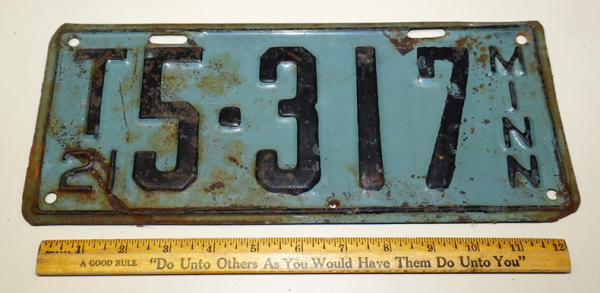 T 5·317 MINN
21
1 2 3 4 5 6 7 8 9 10 11 12
A GOOD RULE "Do Unto Others As You Would Have Them Do Unto You"